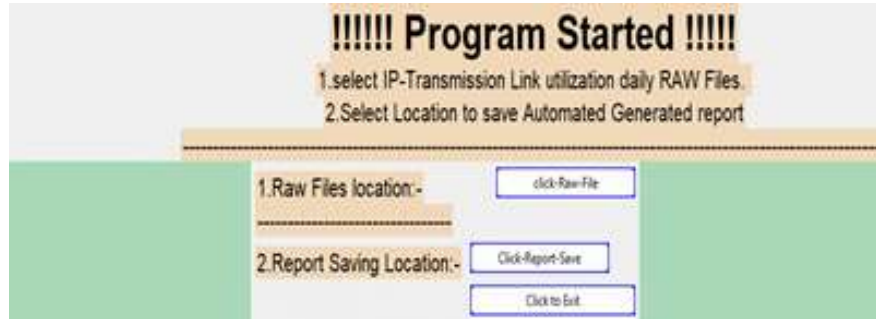 !!!!!! Program Started !!!!!
1.select IP-Transmission Link utilization daily RAW Files.
2.Select Location to save Automated Generated report
----------------------------------------------------------------------------------------------------
1.Raw Files location:-
click-Raw-File
------------------------------
2.Report Saving Location:-
Click-Report-Save
Click to Exit